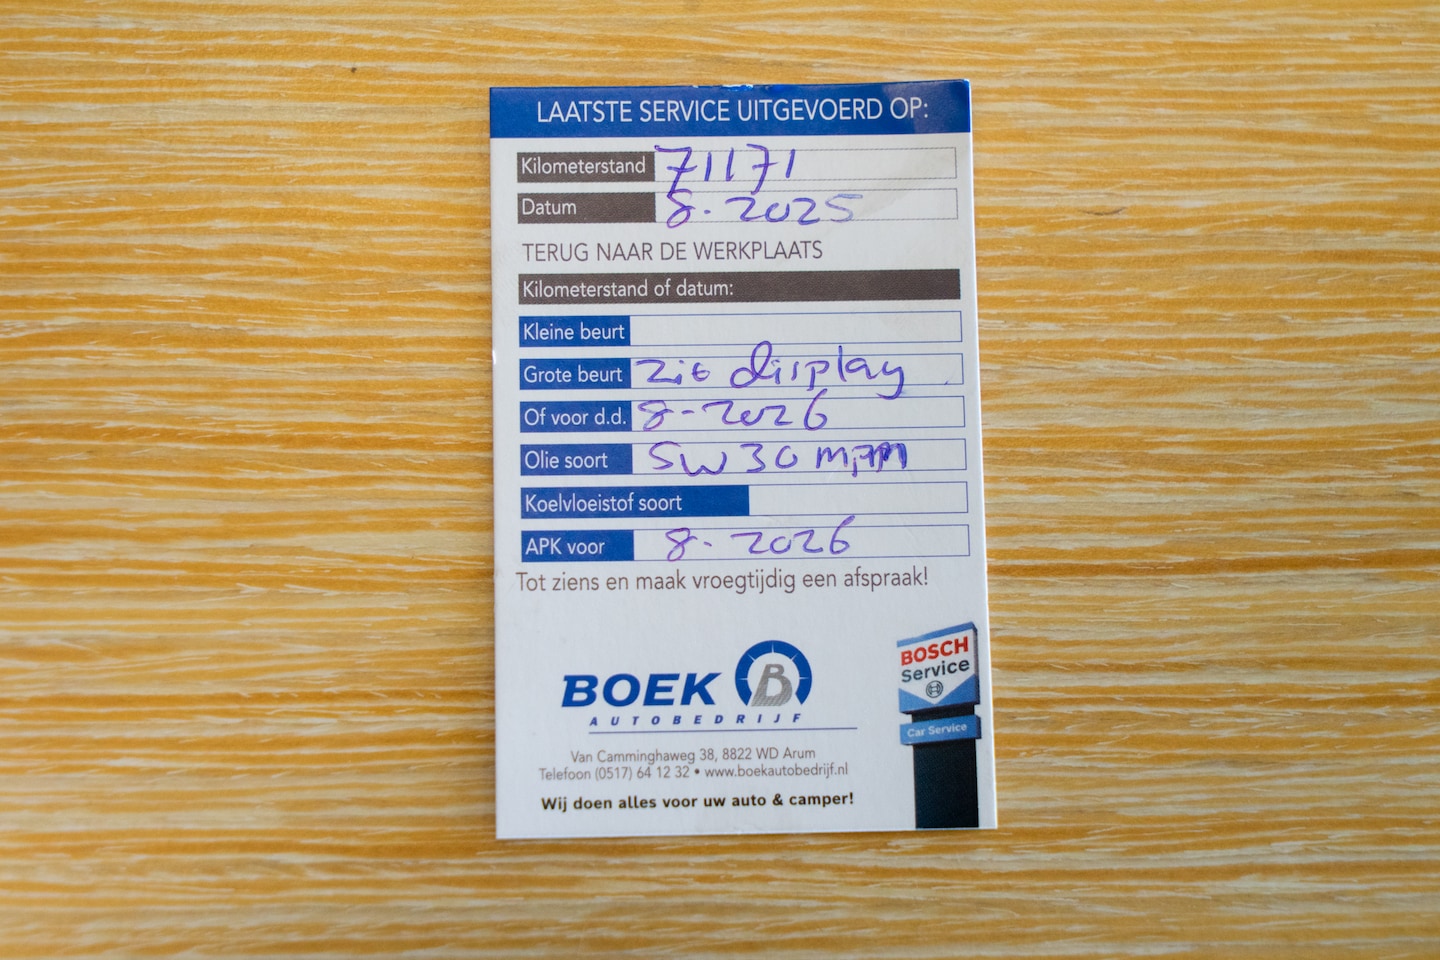 LAATSTE SERVICE UITGEVOERD OP:
Kilometerstand 71171
Datum 8. 2025
TERUG NAAR DE WERKPLAATS
Kilometerstand of datum:
Kleine beurt
Grote beurt zie display
Of voor d.d. 8-2026
Olie soort 5W30
Koelvloeistof soort
APK voor 8. 2026
Tot ziens en maak vroegtijdig een afspraak!
BOEK B
AUTOBEDRIJF
BOSCH
Service
Car Service
Van Camminghaweg 38, 8822 WD Arum
Telefoon (0517) 64 12 32 • www.boekautobedrijf.nl
Wij doen alles voor uw auto & camper!